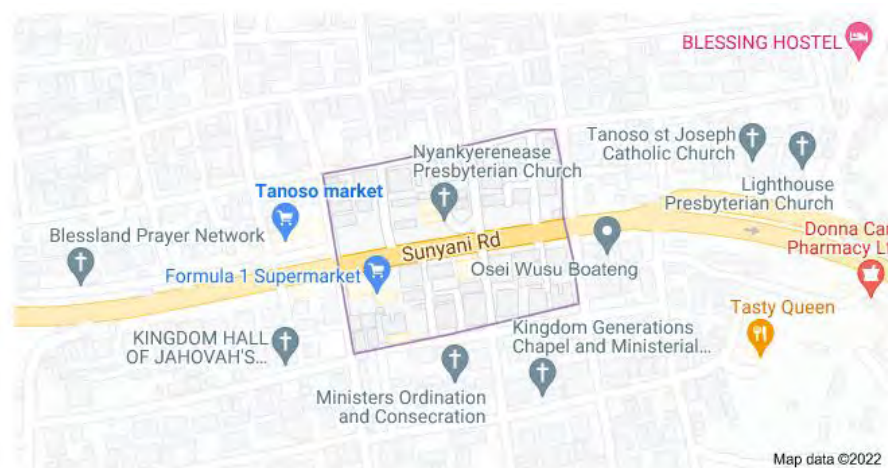 BLESSING HOSTEL
Tanoso st Joseph
Catholic Church
Nyankyerenease
Presbyterian Church
Lighthouse
Presbyterian Church
Tanoso market
Blessland Prayer Network
Sunyani Rd
Donna Car
Pharmacy Lt
Formula 1 Supermarket
Osei Wusu Boateng
Tasty Queen
KINGDOM HALL
OF JAHOVAH'S...
Kingdom Generations
Chapel and Ministerial...
Ministers Ordination
and Consecration
Map data ©2022